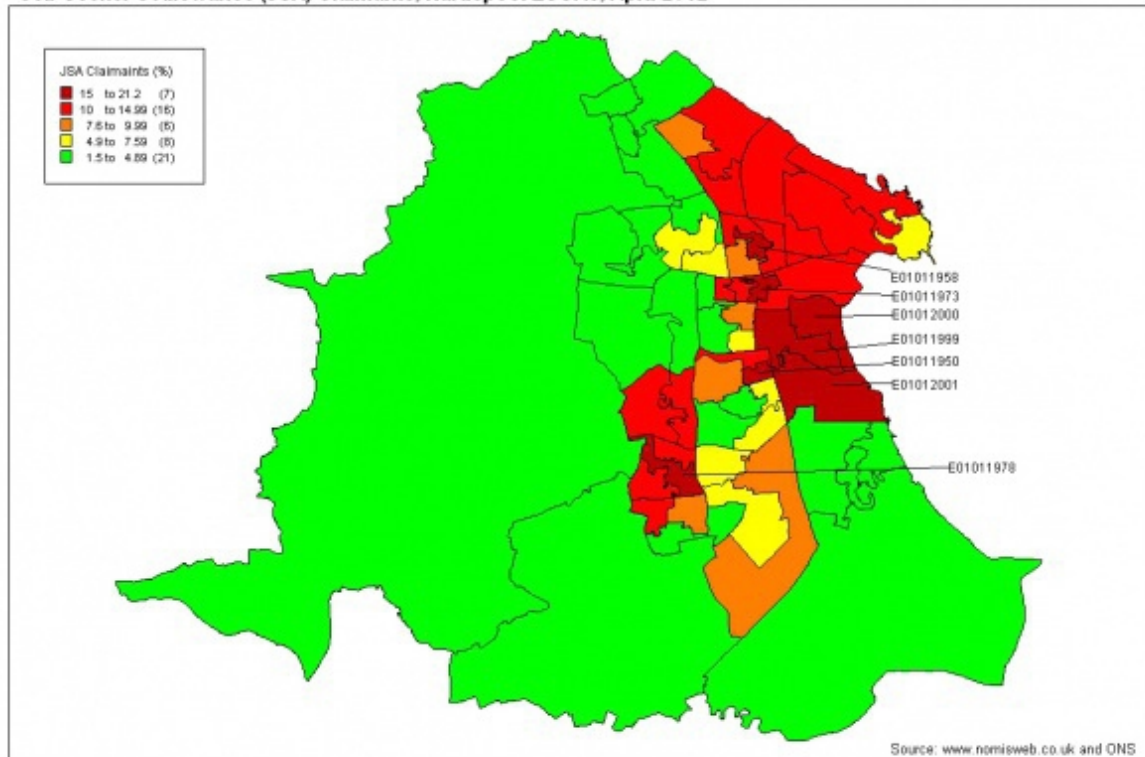 JSA Claimaints (%)
15 to 21.2 (7)
10 to 14.99 (16)
7.6 to 9.99 (6)
4.9 to 7.59 (8)
1.5 to 4.89 (21)
E01011958
E01011973
E01012000
E01011999
E01011950
E01012001
E01011978
Source: www.nomisweb.co.uk and ONS